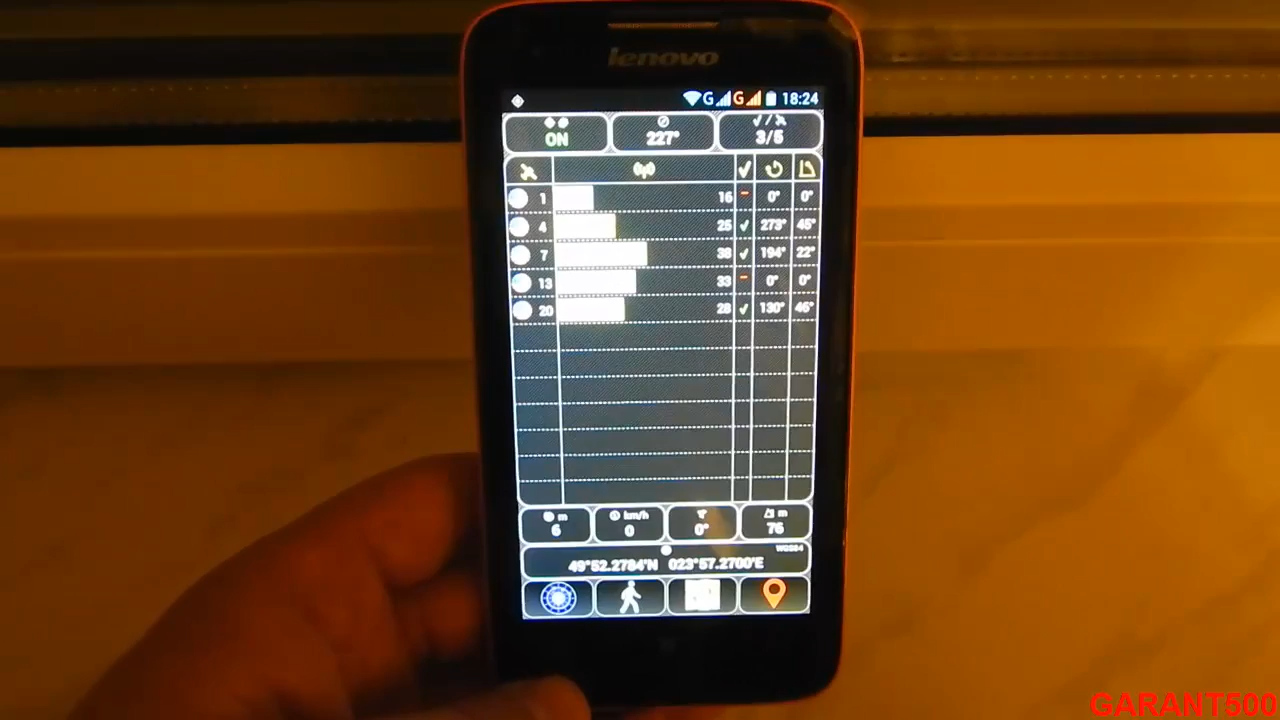 lenovo
G G 18:24
ON 227° 3/5
1 16 - 0° 0°
4 25 ✓ 273° 45°
7 38 ✓ 194° 22°
13 33 - 0° 0°
20 28 ✓ 130° 45°
m km/h m
6 0 0° 76
WGS84
49°52.2784'N 023°57.2700'E
GARANT500